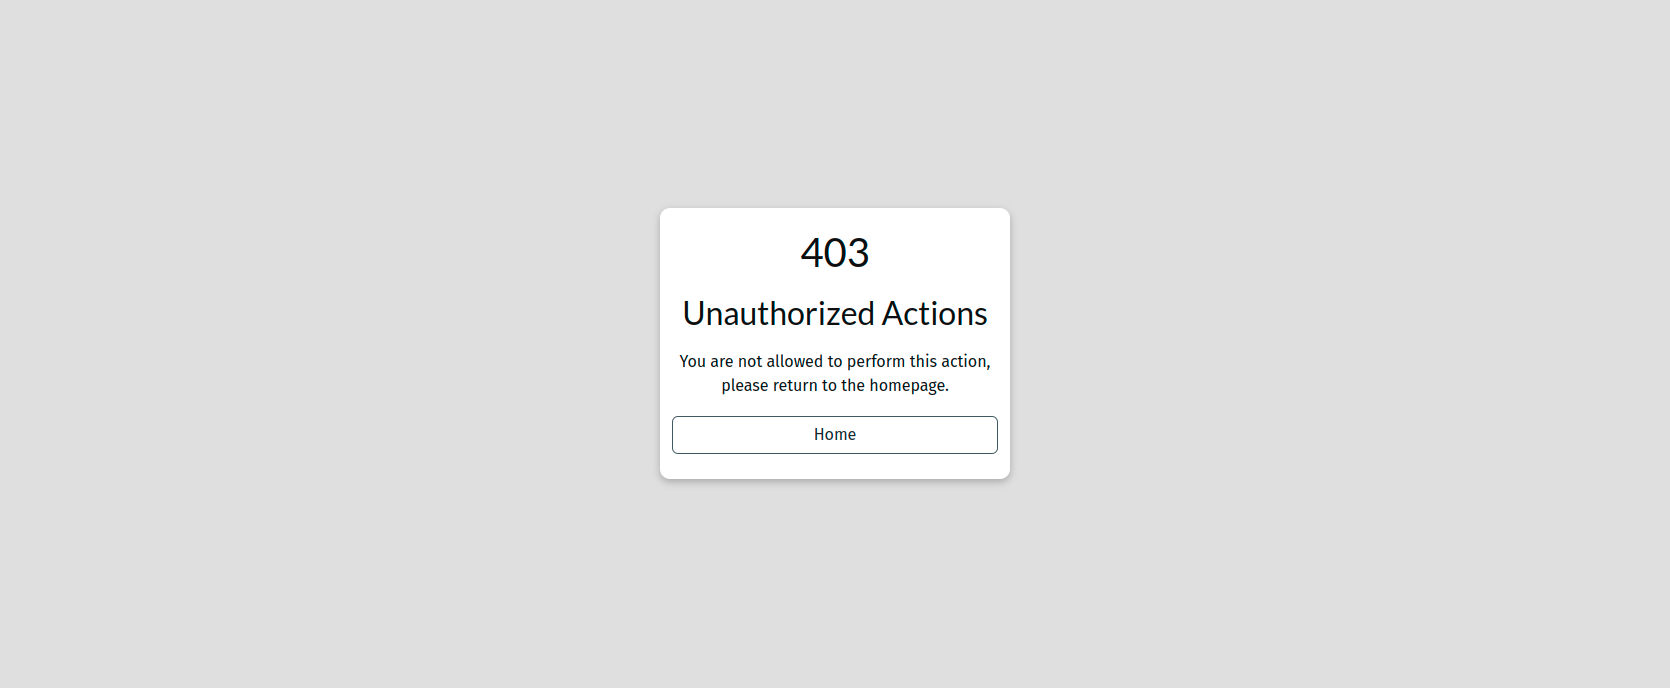 403
Unauthorized Actions
You are not allowed to perform this action,
please return to the homepage.
Home